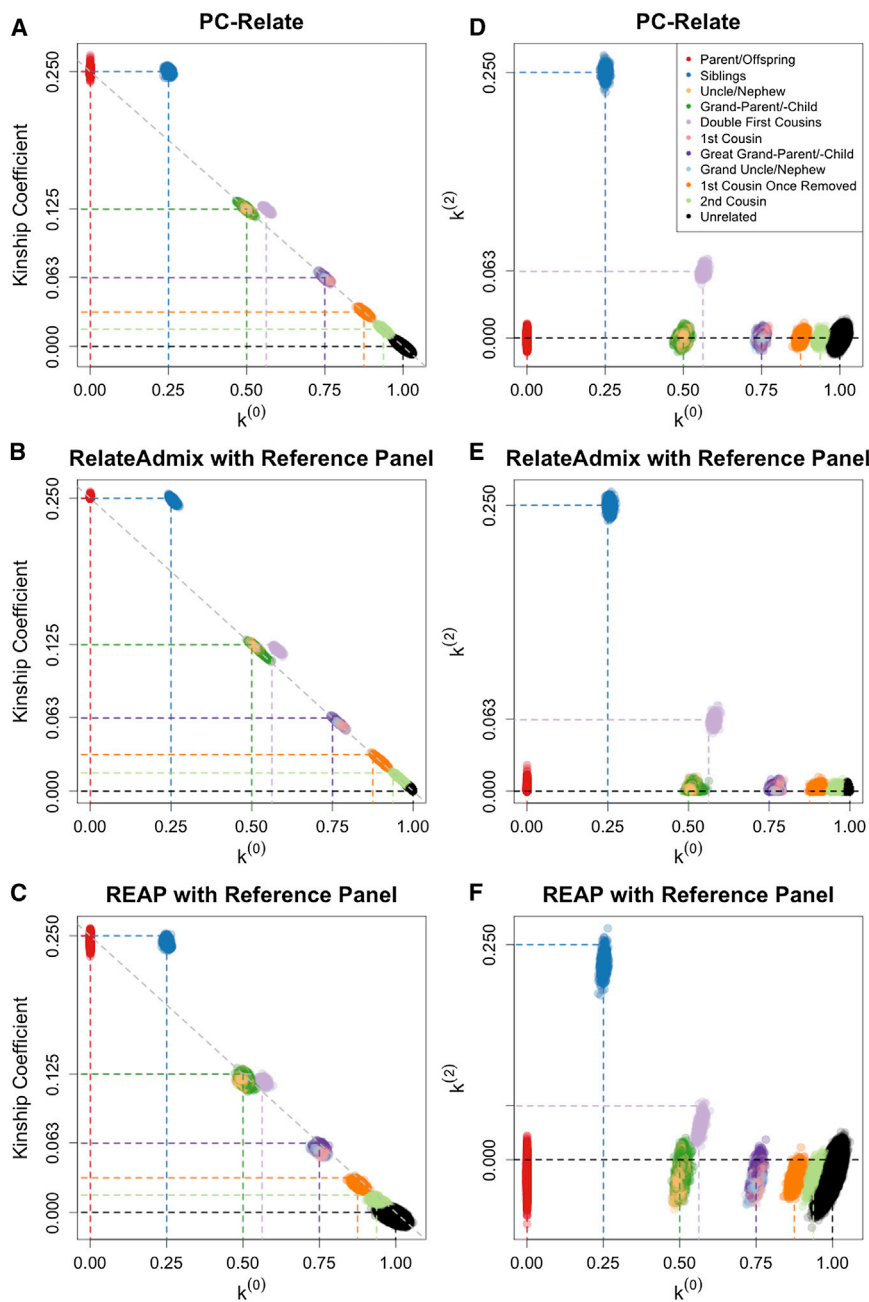 A
PC-Relate
Kinship Coefficient
0.250
0.125
0.063
0.000
0.00 0.25 0.50 0.75 1.00
k(0)
D
PC-Relate
k(2)
0.250
0.063
0.000
Parent/Offspring
Siblings
Uncle/Nephew
Grand-Parent/-Child
Double First Cousins
1st Cousin
Great Grand-Parent/-Child
Grand Uncle/Nephew
1st Cousin Once Removed
2nd Cousin
Unrelated
0.00 0.25 0.50 0.75 1.00
k(0)
B
RelateAdmix with Reference Panel
Kinship Coefficient
0.250
0.125
0.063
0.000
0.00 0.25 0.50 0.75 1.00
k(0)
E
RelateAdmix with Reference Panel
k(2)
0.250
0.063
0.000
0.00 0.25 0.50 0.75 1.00
k(0)
C
REAP with Reference Panel
Kinship Coefficient
0.250
0.125
0.063
0.000
0.00 0.25 0.50 0.75 1.00
k(0)
F
REAP with Reference Panel
k(2)
0.250
0.000
0.00 0.25 0.50 0.75 1.00
k(0)